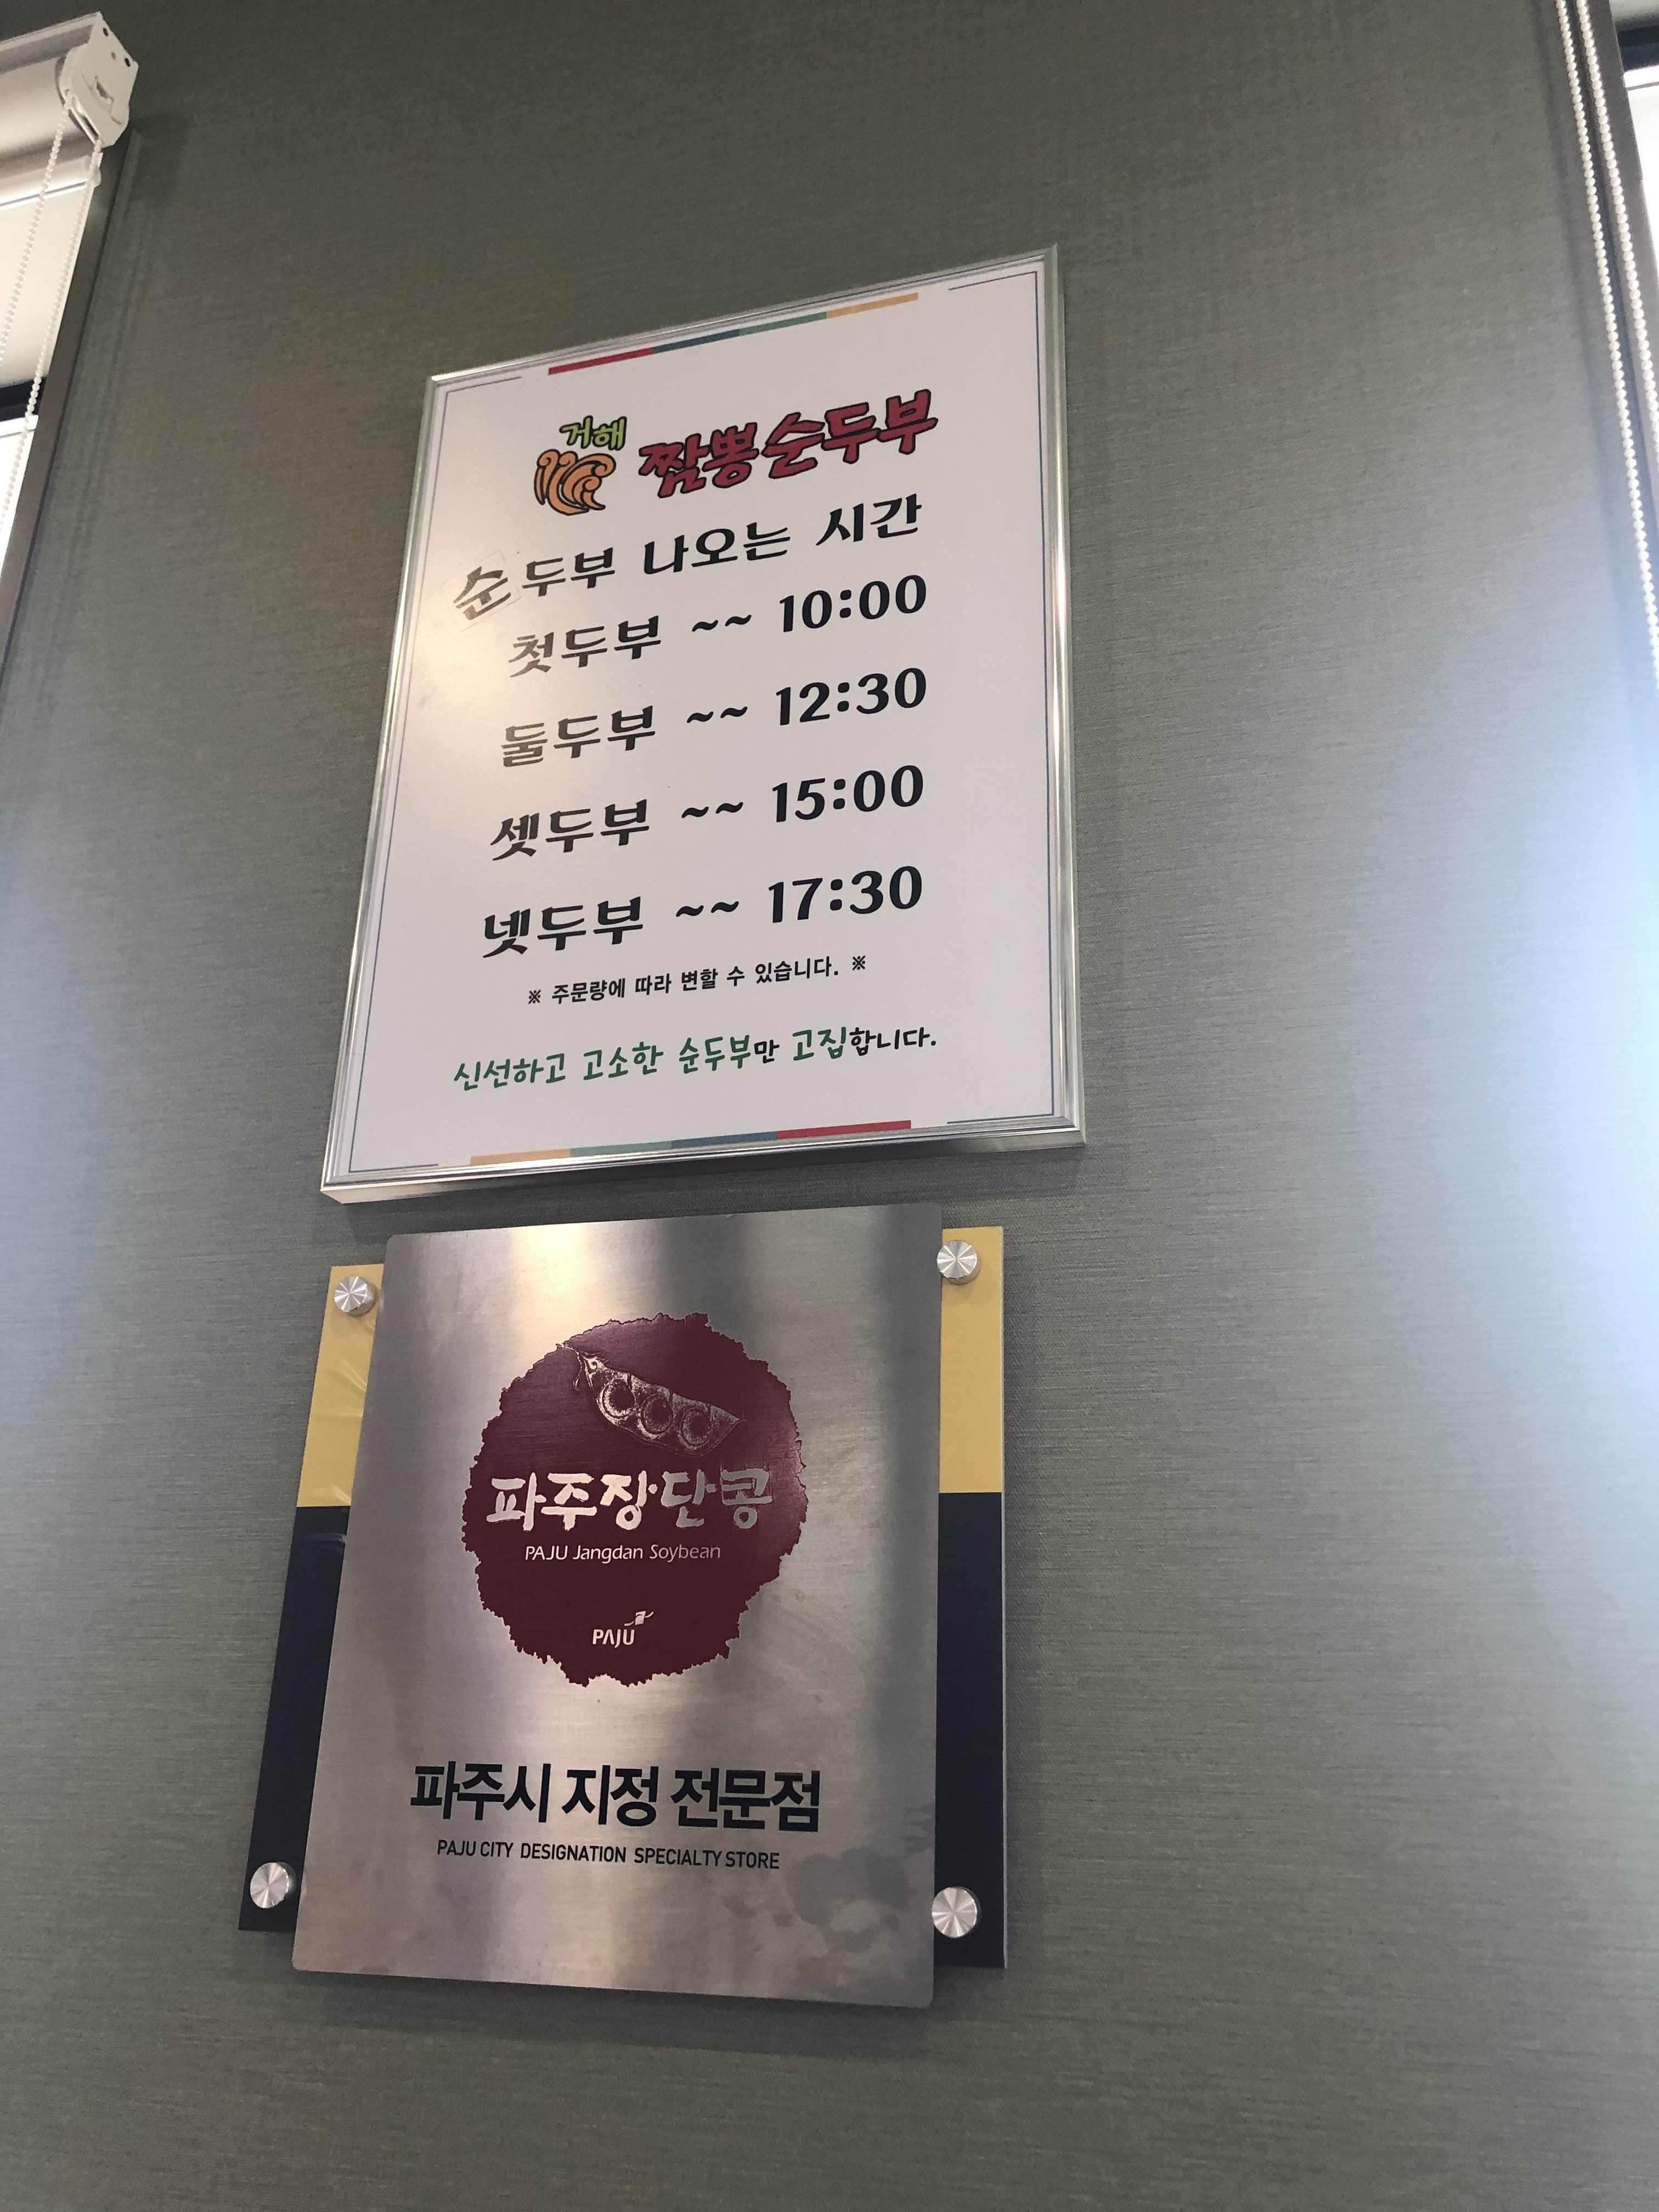 거해
짬뽕순두부
순두부 나오는 시간
첫두부 ~~ 10:00
둘두부 ~~ 12:30
셋두부 ~~ 15:00
넷두부 ~~ 17:30
※ 주문량에 따라 변할 수 있습니다. ※
신선하고 고소한 순두부만 고집합니다.
파주장단콩
PAJU Jangdan Soybean
PAJU
파주시 지정 전문점
PAJU CITY DESIGNATION SPECIALTY STORE